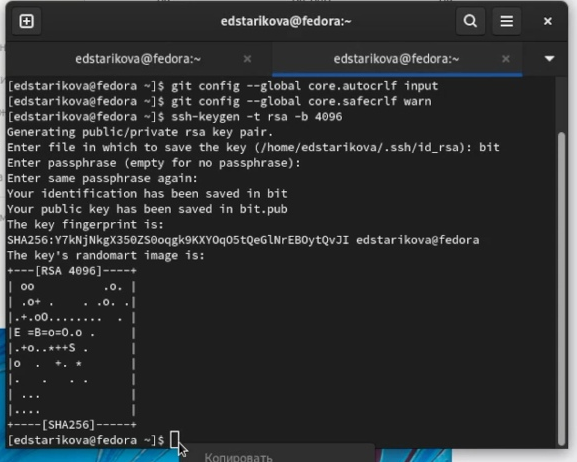 edstarikova@fedora:~
edstarikova@fedora:~ edstarikova@fedora:~
[edstarikova@fedora ~]$ git config --global core.autocrlf input
[edstarikova@fedora ~]$ git config --global core.safecrlf warn
[edstarikova@fedora ~]$ ssh-keygen -t rsa -b 4096
Generating public/private rsa key pair.
Enter file in which to save the key (/home/edstarikova/.ssh/id_rsa): bit
Enter passphrase (empty for no passphrase):
Enter same passphrase again:
Your identification has been saved in bit
Your public key has been saved in bit.pub
The key fingerprint is:
SHA256:Y7kNjNkgX350ZS0oqgk9KXYOqO5tQeGlNrEBOytQvJI edstarikova@fedora
The key's randomart image is:
+---[RSA 4096]----+
| oo          .o. |
| .o+ .    . .o. .|
|.+.oO........  . |
|E =B=o=O.o .     |
|.+o..*++S .      |
|o  .  +. *       |
|.   .   . .      |
| ...             |
|....             |
+----[SHA256]-----+
[edstarikova@fedora ~]$
Копировать